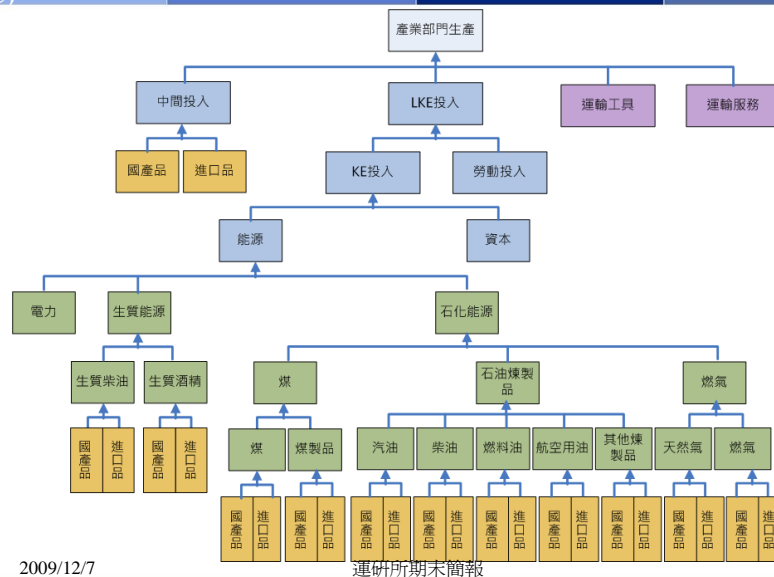 產業部門生產
中間投入
LKE投入
運輸工具
運輸服務
國產品
進口品
KE投入
勞動投入
能源
資本
電力
生質能源
石化能源
生質柴油
生質酒精
煤
石油煉製
品
燃氣
國產品
進口品
國產品
進口品
煤
煤製品
汽油
柴油
燃料油
航空用油
其他煉
製品
天然氣
燃氣
國產品
進口品
國產品
進口品
國產品
進口品
國產品
進口品
國產品
進口品
國產品
進口品
國產品
進口品
國產品
進口品
國產品
進口品
2009/12/7
運研所期末簡報